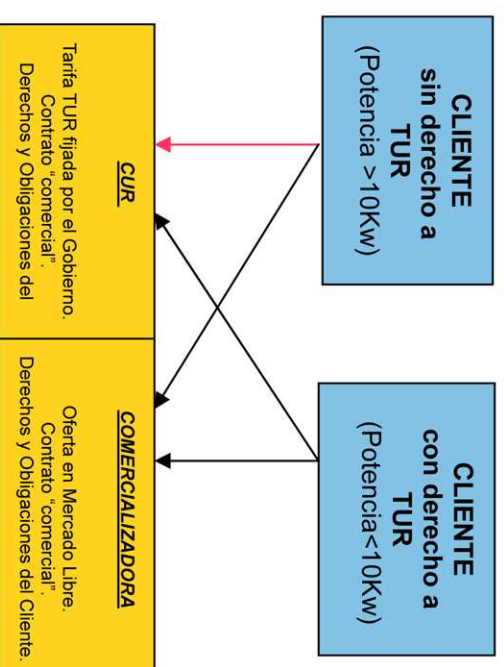 CLIENTE
sin derecho a
TUR
(Potencia >10Kw)
CLIENTE
con derecho a
TUR
(Potencia<10Kw)
CUR
Tarifa TUR fijada por el Gobierno.
Contrato “comercial”.
Derechos y Obligaciones del
COMERCIALIZADORA
Oferta en Mercado Libre.
Contrato “comercial”.
Derechos y Obligaciones del Cliente.